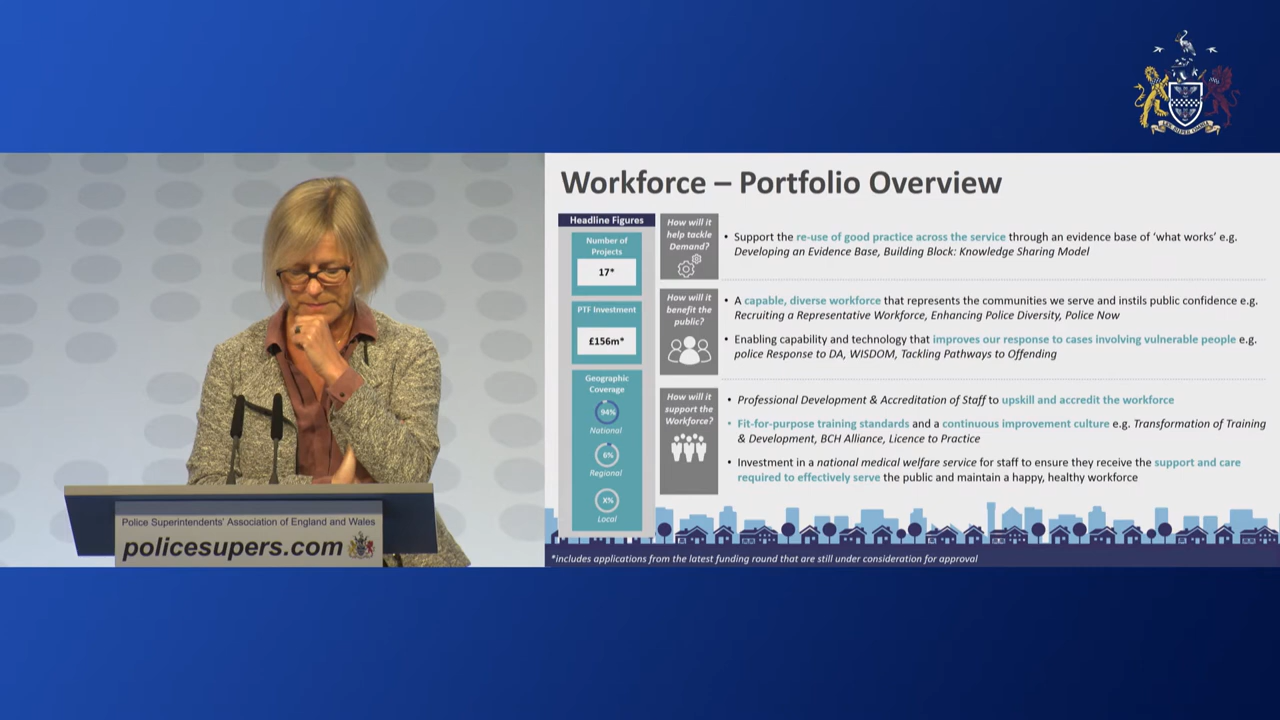 Workforce – Portfolio Overview
Headline Figures
Number of
Projects
17*
PTF Investment
£156m*
Geographic
Coverage
94%
National
6%
Regional
X%
Local
How will it
help tackle
Demand?
• Support the re-use of good practice across the service through an evidence base of ‘what works’ e.g.
Developing an Evidence Base, Building Block: Knowledge Sharing Model
How will it
benefit the
public?
• A capable, diverse workforce that represents the communities we serve and instils public confidence e.g.
Recruiting a Representative Workforce, Enhancing Police Diversity, Police Now
• Enabling capability and technology that improves our response to cases involving vulnerable people e.g.
police Response to DA, WISDOM, Tackling Pathways to Offending
How will it
support the
Workforce?
• Professional Development & Accreditation of Staff to upskill and accredit the workforce
• Fit-for-purpose training standards and a continuous improvement culture e.g. Transformation of Training
& Development, BCH Alliance, Licence to Practice
• Investment in a national medical welfare service for staff to ensure they receive the support and care
required to effectively serve the public and maintain a happy, healthy workforce
*includes applications from the latest funding round that are still under consideration for approval
Police Superintendents' Association of England and Wales
policesupers.com